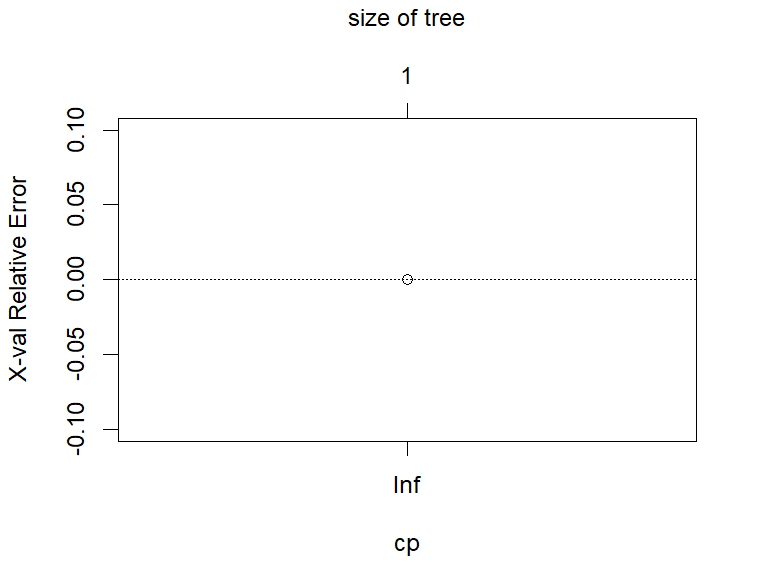 size of tree
1
X-val Relative Error
0.10
0.05
0.00
-0.05
-0.10
Inf
cp